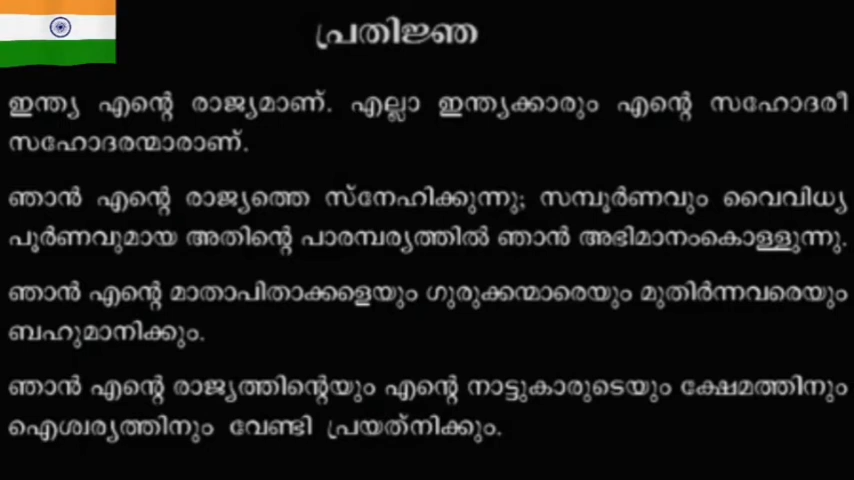 പ്രതിജ്ഞ
ഇന്ത്യ എന്റെ രാജ്യമാണ്. എല്ലാ ഇന്ത്യക്കാരും എന്റെ സഹോദരീ
സഹോദരന്മാരാണ്.
ഞാൻ എന്റെ രാജ്യത്തെ സ്നേഹിക്കുന്നു; സമ്പൂർണവും വൈവിധ്യ
പൂർണവുമായ അതിന്റെ പാരമ്പര്യത്തിൽ ഞാൻ അഭിമാനംകൊള്ളുന്നു.
ഞാൻ എന്റെ മാതാപിതാക്കളെയും ഗുരുക്കന്മാരെയും മുതിർന്നവരെയും
ബഹുമാനിക്കും.
ഞാൻ എന്റെ രാജ്യത്തിന്റെയും എന്റെ നാട്ടുകാരുടെയും ക്ഷേമത്തിനും
ഐശ്വര്യത്തിനും വേണ്ടി പ്രയത്നിക്കും.